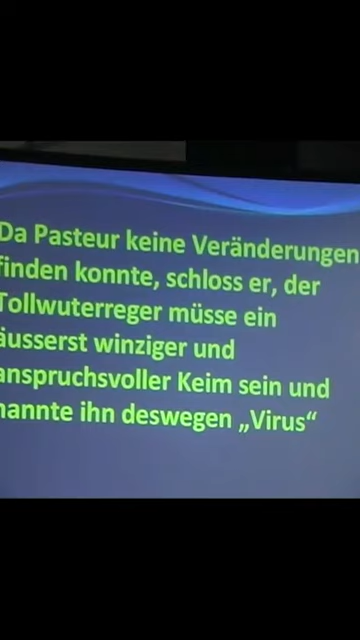 Da Pasteur keine Veränderungen
finden konnte, schloss er, der
Tollwuterreger müsse ein
äusserst winziger und
anspruchsvoller Keim sein und
nannte ihn deswegen „Virus“